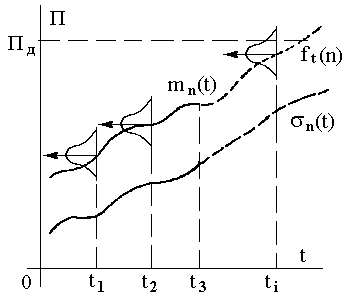 П
П_д
f_t(n)
m_n(t)
σ_n(t)
t
0 t_1 t_2 t_3 t_i